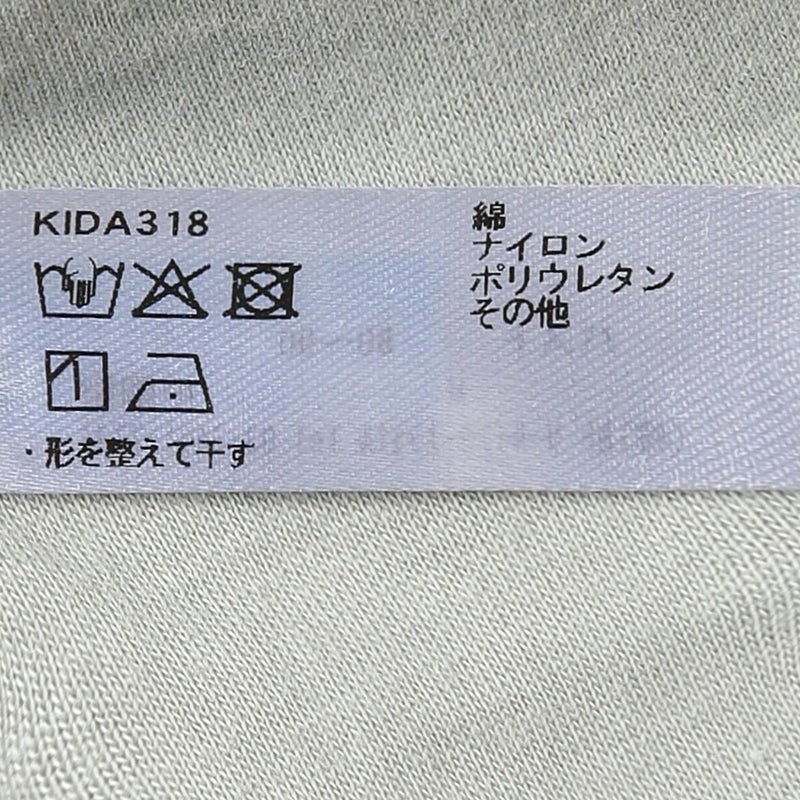 KIDA318
綿
ナイロン
ポリウレタン
その他
・形を整えて干す